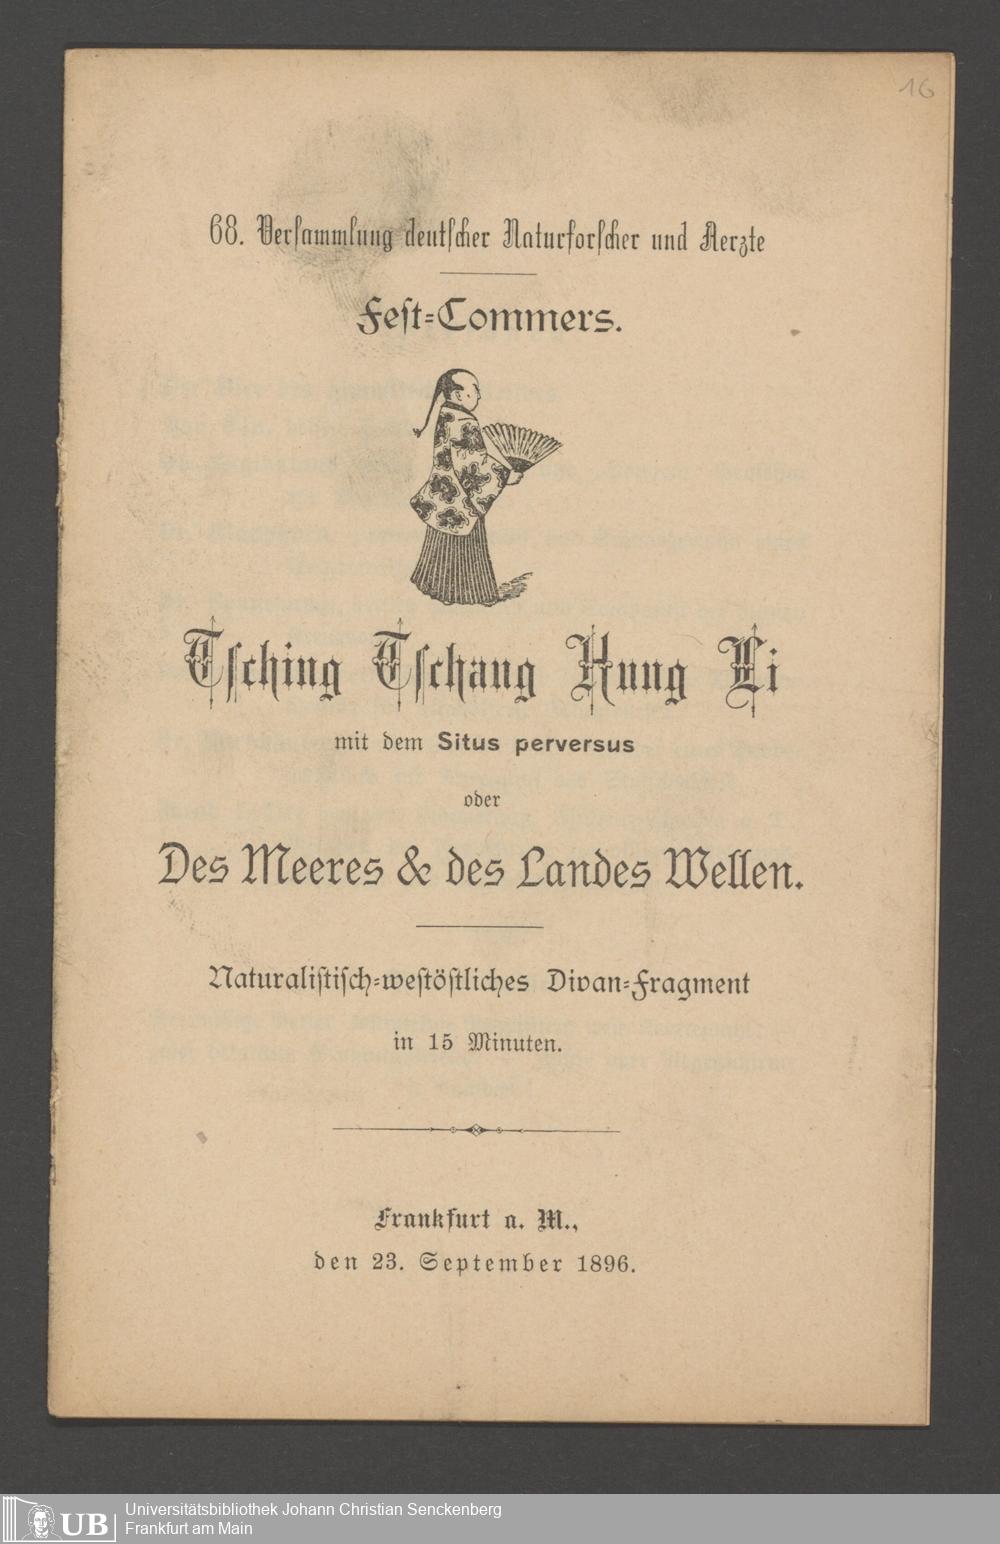 16
68. Verſammlung deutſcher Naturforſcher und Aerzte
Feſt-Commers.
Tſching Tſchang Hung Li
mit dem Situs perversus
oder
Des Meeres & des Landes Wellen.
Naturaliſtiſch-weſtöſtliches Divan-Fragment
in 15 Minuten.
Frankfurt a. M.,
den 23. September 1896.
UB
Universitätsbibliothek Johann Christian Senckenberg
Frankfurt am Main